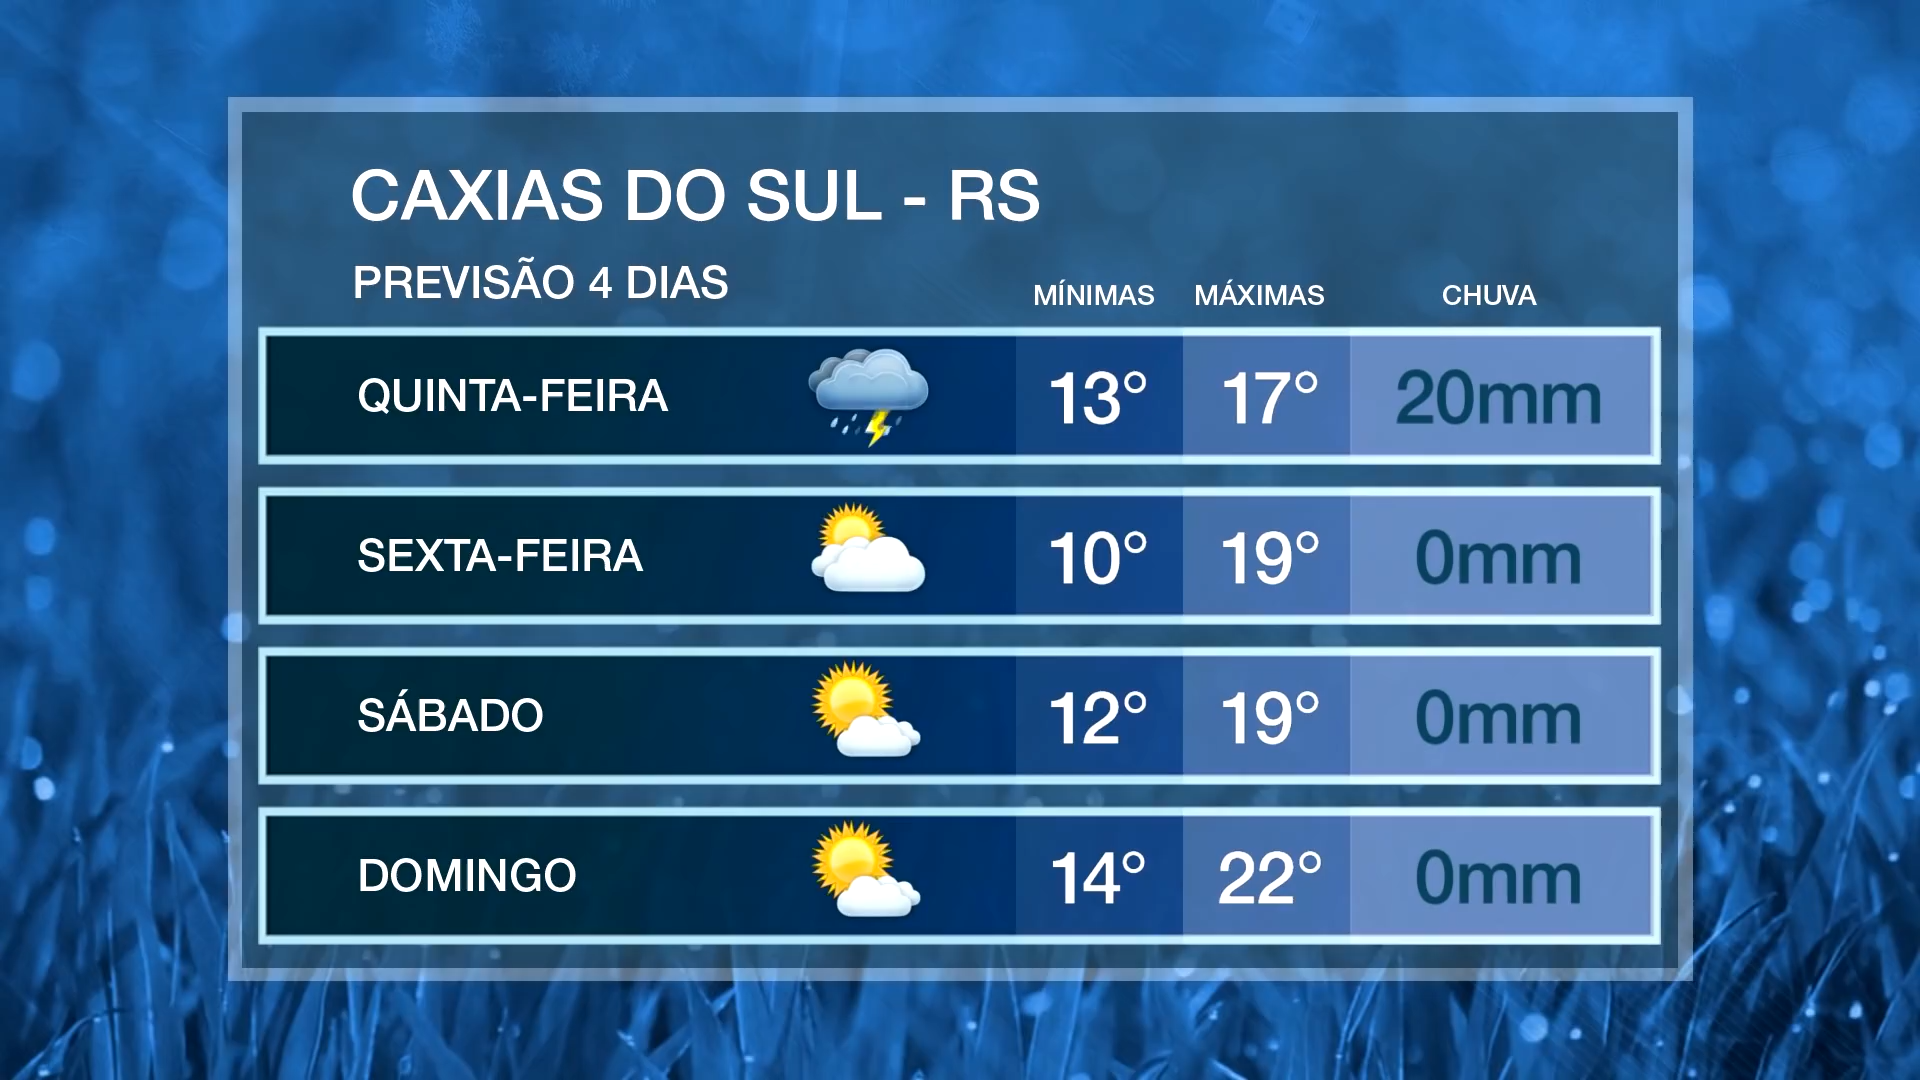 CAXIAS DO SUL - RS
PREVISÃO 4 DIAS
MÍNIMAS MÁXIMAS CHUVA
QUINTA-FEIRA 13° 17° 20mm
SEXTA-FEIRA 10° 19° 0mm
SÁBADO 12° 19° 0mm
DOMINGO 14° 22° 0mm